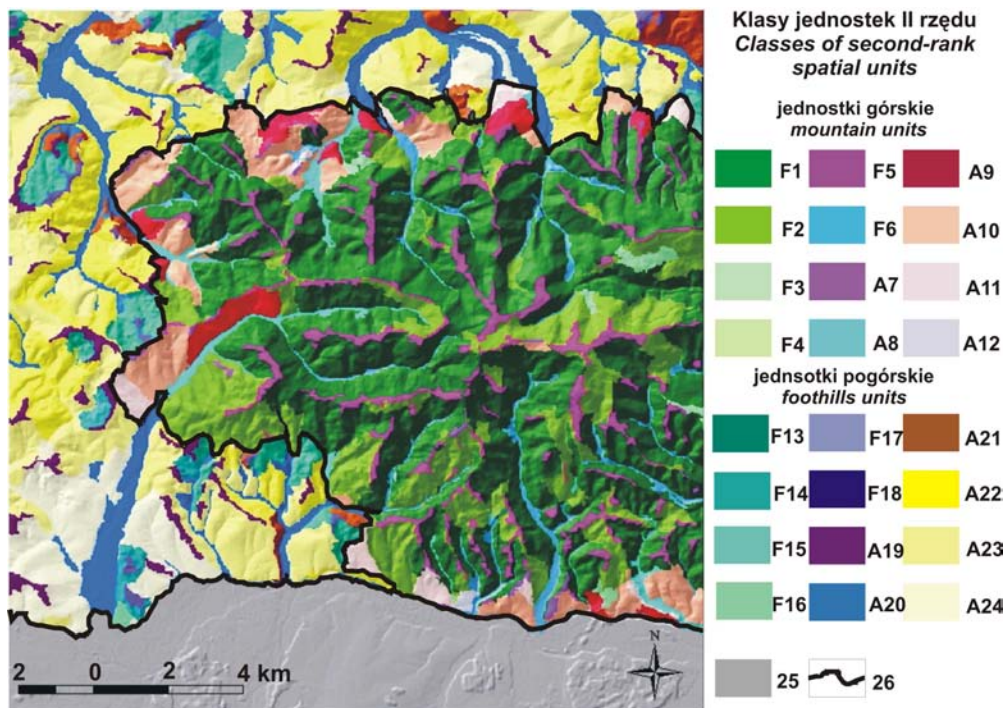 Klasy jednostek II rzędu
Classes of second-rank
spatial units
jednostki górskie
mountain units
F1 F5 A9
F2 F6 A10
F3 A7 A11
F4 A8 A12
jednsotki pogórskie
foothills units
F13 F17 A21
F14 F18 A22
F15 A19 A23
F16 A20 A24
25 26
N
2 0 2 4 km